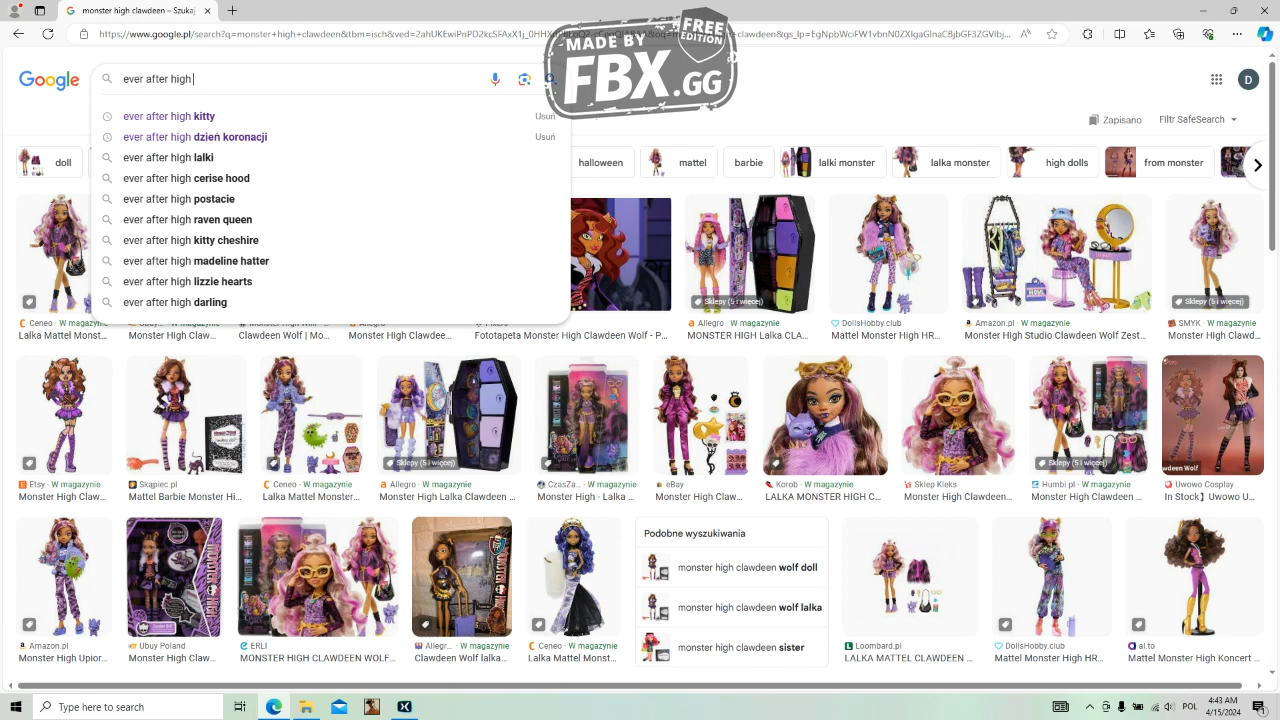 monster high clawdeen – Szukaj
https://www.google.pl/search?q=monster+high+clawdeen&tbm=isch&ved=2ahUKEwiPnPD2kcSFAxX1j_0HHX
MADE BY
FREE
EDITION
FBX.GG
Google
ever after high
D
ever after high kitty
Usuń
ever after high dzień koronacji
Usuń
ever after high lalki
ever after high cerise hood
ever after high postacie
ever after high raven queen
ever after high kitty cheshire
ever after high madeline hatter
ever after high lizzie hearts
ever after high darling
Zapisano
Filtr SafeSearch
doll
halloween
mattel
barbie
lalki monster
lalka monster
high dolls
from monster
Sklepy (5 i więcej)
Sklepy (5 i więcej)
Ceneo · W magazynie
Lalka Mattel Monst...
Monster High Claw...
Clawdeen Wolf | Mo...
Monster High Clawdee...
Fototapeta Monster High Clawdeen Wolf - P...
Allegro · W magazynie
MONSTER HIGH Lalka CLA...
DollsHobby.club
Mattel Monster High HR...
Amazon.pl · W magazynie
Monster High Studio Clawdeen Wolf Zest...
SMYK · W magazynie
Monster High Clawd...
Sklepy (5 i więcej)
Sklepy (5 i więcej)
Etsy · W magazynie
Monster High Claw...
Skapiec.pl
Mattel Barbie Monster Hi...
Ceneo · W magazynie
Lalka Mattel Monster...
Allegro · W magazynie
Monster High Lalka Clawdeen ...
CzasZa... · W magazynie
Monster High - Lalka ...
eBay
Monster High Claw...
Korob · W magazynie
LALKA MONSTER HIGH C...
Sklep Kleks
Monster High Clawdeen...
Humbi.pl · W magazynie
Monster High Clawdeen ...
wdeen Wolf
Uwowo Cosplay
In Stock】Uwowo U...
Amazon.pl
Monster High Upior...
Ubuy Poland
Monster High Claw...
ERLI
MONSTER HIGH CLAWDEEN WOLF...
Allegr... · W magazynie
Clawdeen Wolf lalka...
Ceneo · W magazynie
Lalka Mattel Monst...
Podobne wyszukiwania
monster high clawdeen wolf doll
monster high clawdeen wolf lalka
monster high clawdeen sister
Loombard.pl
LALKA MATTEL CLAWDEEN ...
DollsHobby.club
Mattel Monster High HR...
al.to
Mattel Monster High Koncert ...
Type here to search
POL
4:43 AM
4/15/2024